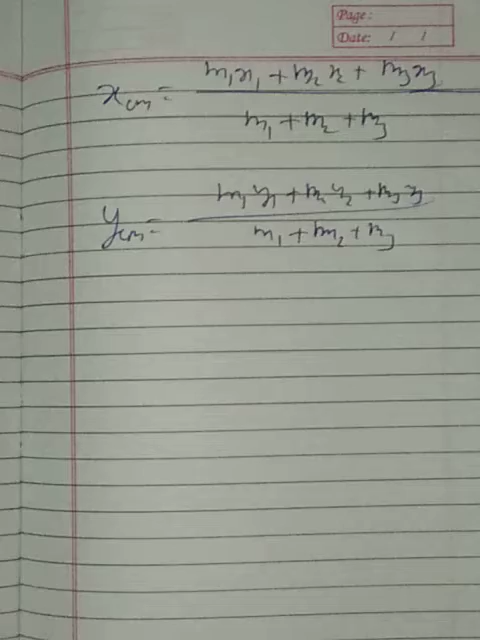 Page:
Date: / /
x_cm = (m₁x₁ + m₂x₂ + m₃x₃) / (m₁ + m₂ + m₃)
y_cm = (m₁y₁ + m₂y₂ + m₃y₃) / (m₁ + m₂ + m₃)